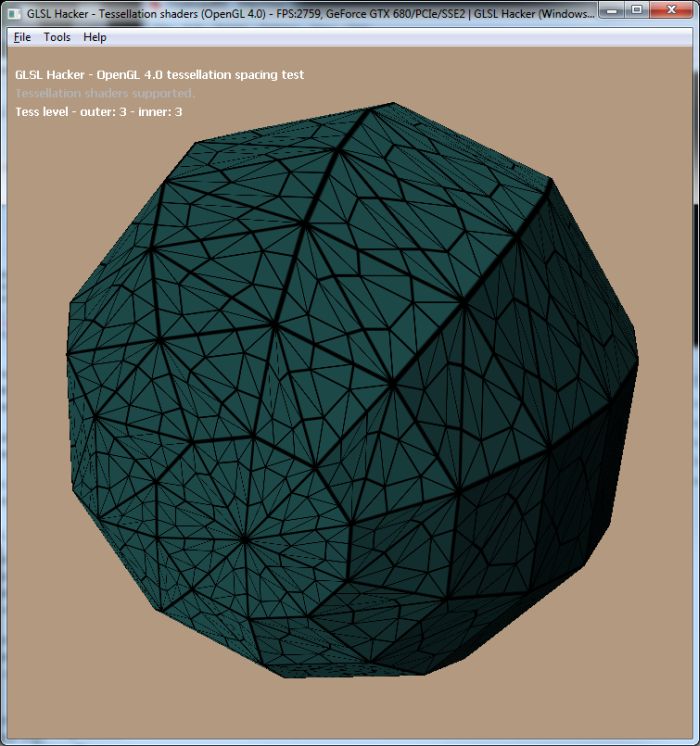 GLSL Hacker - Tessellation shaders (OpenGL 4.0) - FPS:2759, GeForce GTX 680/PCIe/SSE2 | GLSL Hacker (Windows...
File Tools Help
GLSL Hacker - OpenGL 4.0 tessellation spacing test
Tessellation shaders supported.
Tess level - outer: 3 - inner: 3